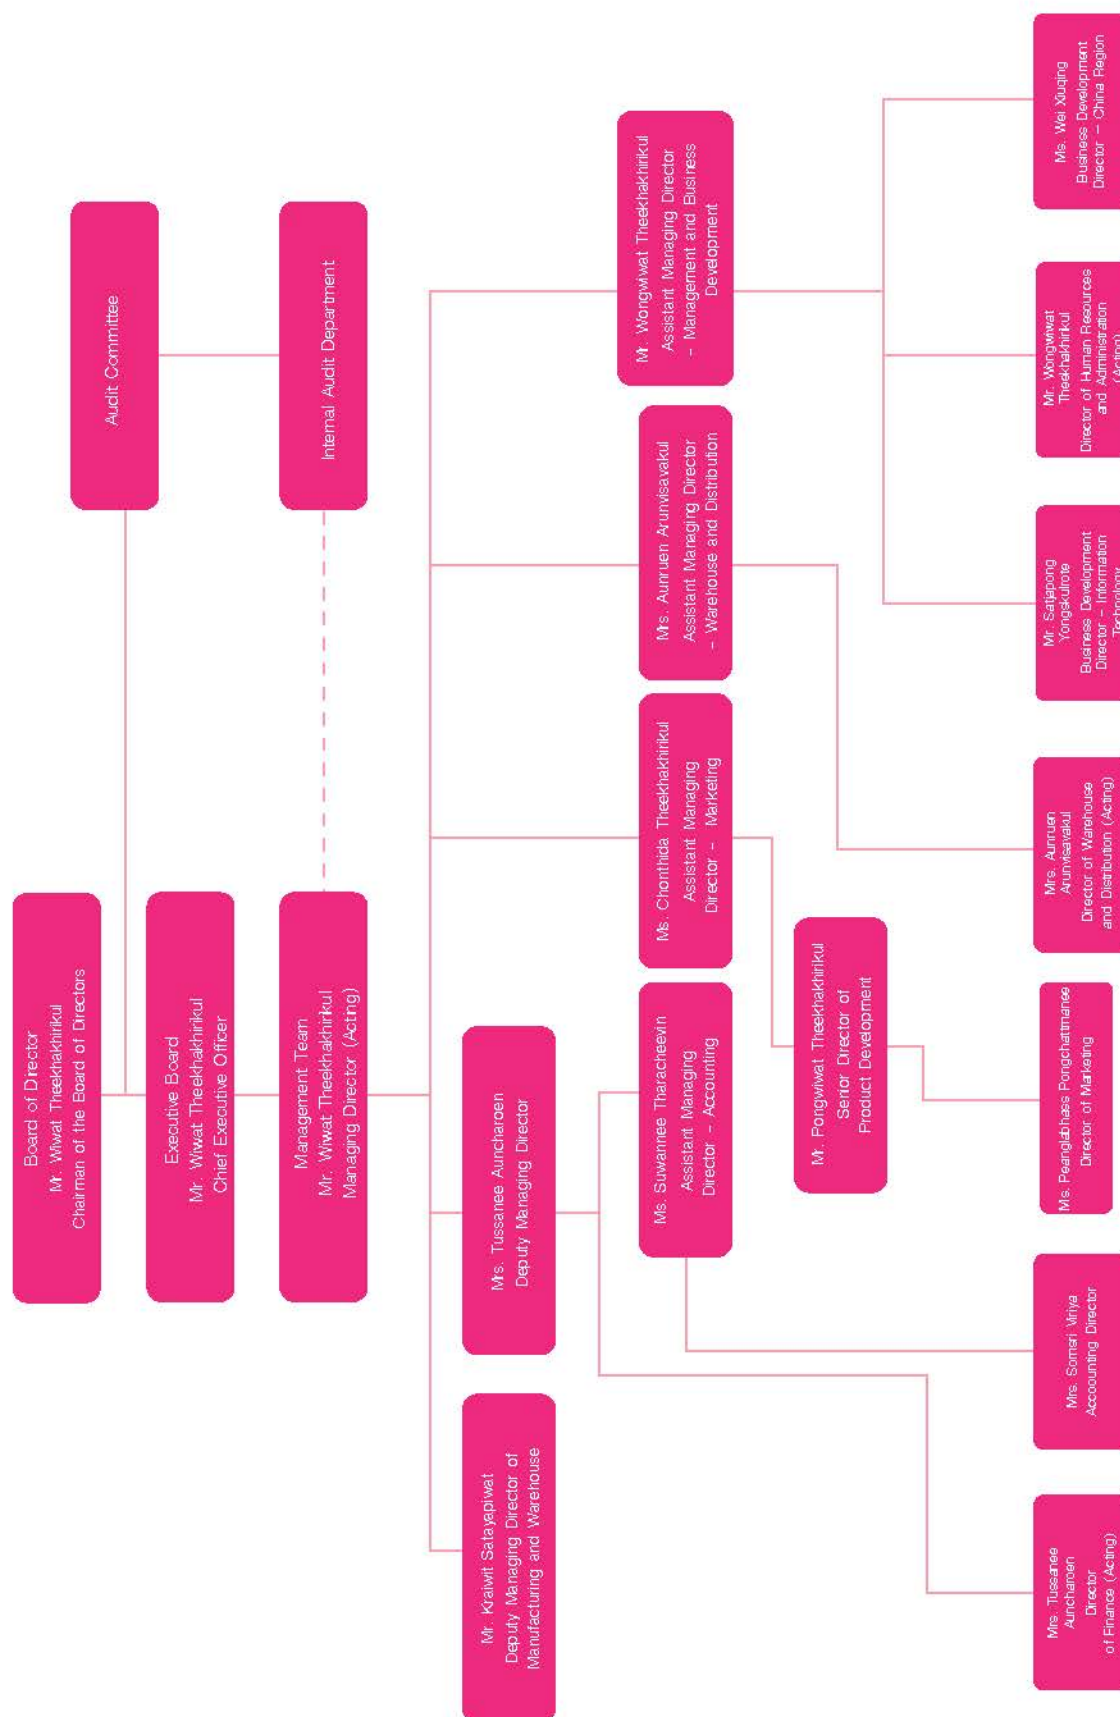 Board of Director
Mr. Wiwat Theekhakhirikul
Chairman of the Board of Directors
Audit Committee
Executive Board
Mr. Wiwat Theekhakhirikul
Chief Executive Officer
Management Team
Mr. Wiwat Theekhakhirikul
Managing Director (Acting)
Internal Audit Department
Mr. Kraiwit Satayapiwat
Deputy Managing Director of
Manufacturing and Warehouse
Mrs. Tussanee Auncharoen
Deputy Managing Director
Ms. Suwannee Tharacheevin
Assistant Managing
Director – Accounting
Ms. Chonthida Theekhakhirikul
Assistant Managing
Director – Marketing
Mrs. Aunruen Arunvisavakul
Assistant Managing Director
– Warehouse and Distribution
Mr. Wongwiwat Theekhakhirikul
Assistant Managing Director
– Management and Business
Development
Mr. Pongwiwat Theekhakhirikul
Senior Director of
Product Development
Mrs. Tussanee
Auncharoen
Director
of Finance (Acting)
Mrs. Somsri Viriya
Accoounting Director
Ms. Peanglabhaes Pongchattmanee
Director of Marketing
Mrs. Aunruen
Arunvisavakul
Director of Warehouse
and Distribution (Acting)
Mr. Satjapong
Yongskulrote
Business Development
Director – Information
Technology
Mr. Wongwiwat
Theekhakhirikul
Director of Human Resources
and Administration
(Acting)
Ms. Wei Xiuqing
Business Development
Director – China Region